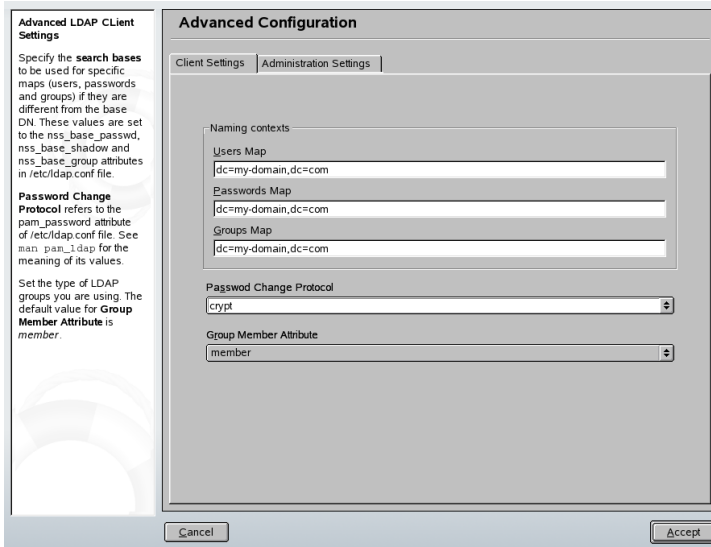 Advanced LDAP CLient
Settings
Specify the search bases
to be used for specific
maps (users, passwords
and groups) if they are
different from the base
DN. These values are set
to the nss_base_passwd,
nss_base_shadow and
nss_base_group attributes
in /etc/ldap.conf file.
Password Change
Protocol refers to the
pam_password attribute
of /etc/ldap.conf file. See
man pam_ldap for the
meaning of its values.
Set the type of LDAP
groups you are using. The
default value for Group
Member Attribute is
member.
Advanced Configuration
Client Settings
Administration Settings
Naming contexts
Users Map
dc=my-domain,dc=com
Passwords Map
dc=my-domain,dc=com
Groups Map
dc=my-domain,dc=com
Passwod Change Protocol
crypt
Group Member Attribute
member
Cancel
Accept